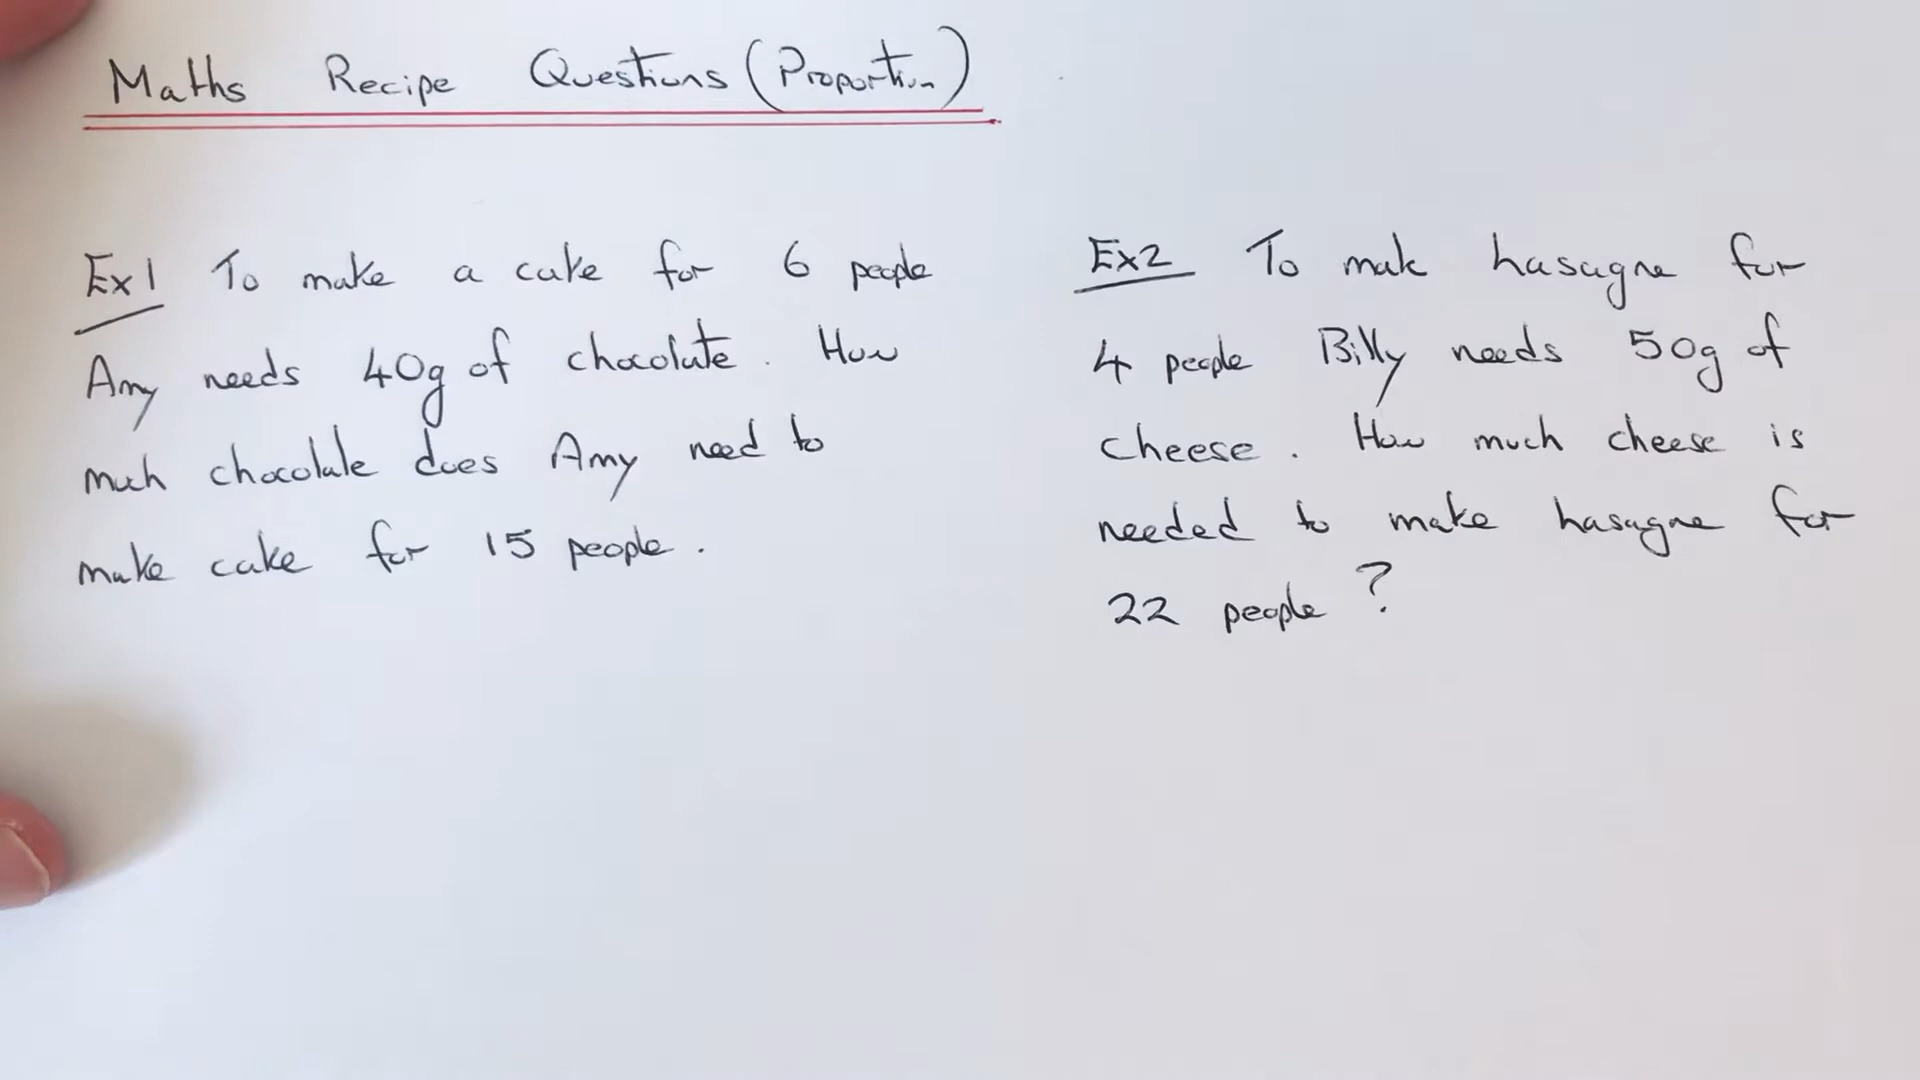 Maths Recipe Questions (Proportion)
Ex1 To make a cake for 6 people
Amy needs 40g of chocolate. How
much chocolate does Amy need to
make cake for 15 people.
Ex2 To mak hasagne for
4 people Billy needs 50g of
cheese. How much cheese is
needed to make hasagne for
22 people?